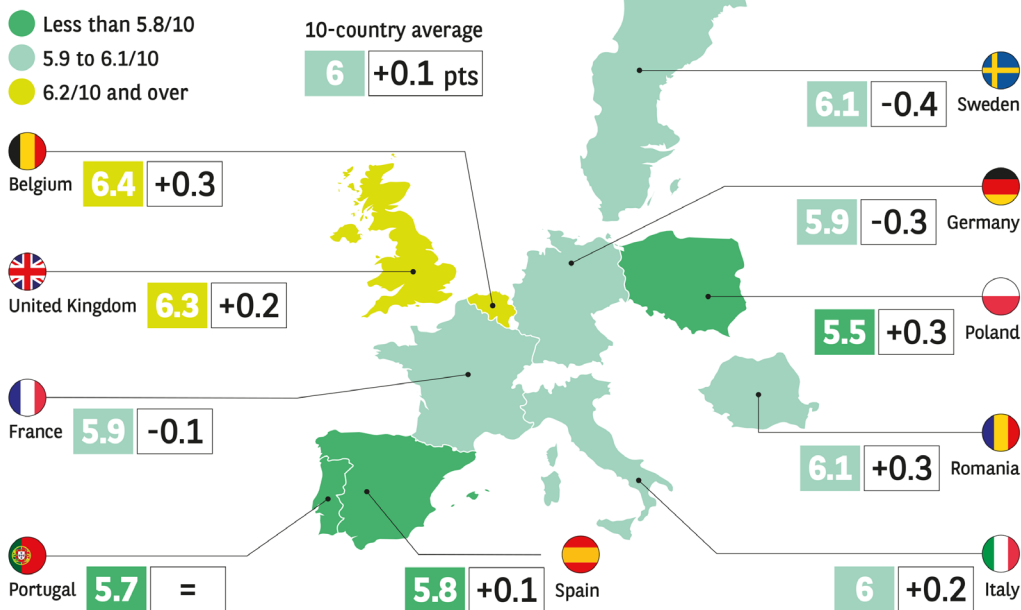 Less than 5.8/10
5.9 to 6.1/10
6.2/10 and over
10-country average
6 +0.1 pts
6.1 -0.4 Sweden
Belgium 6.4 +0.3
5.9 -0.3 Germany
United Kingdom 6.3 +0.2
5.5 +0.3 Poland
France 5.9 -0.1
6.1 +0.3 Romania
Portugal 5.7 =
5.8 +0.1 Spain
6 +0.2 Italy